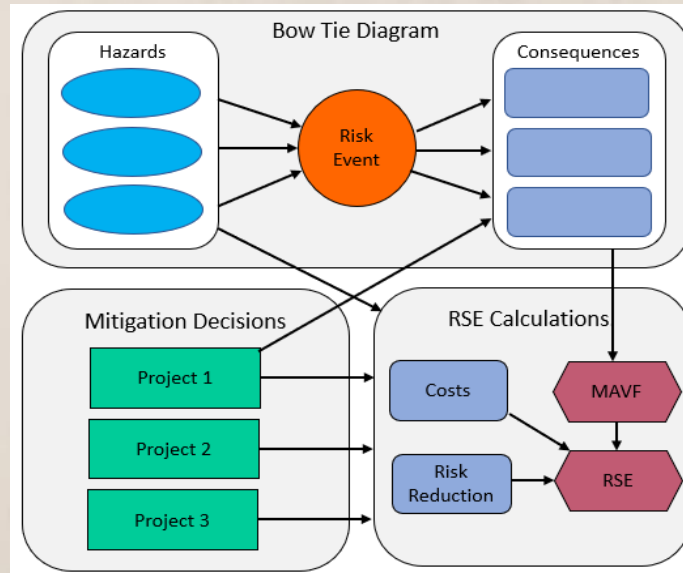 Bow Tie Diagram
Hazards
Consequences
Risk
Event
Mitigation Decisions
Project 1
Project 2
Project 3
RSE Calculations
Costs
MAVF
Risk
Reduction
RSE